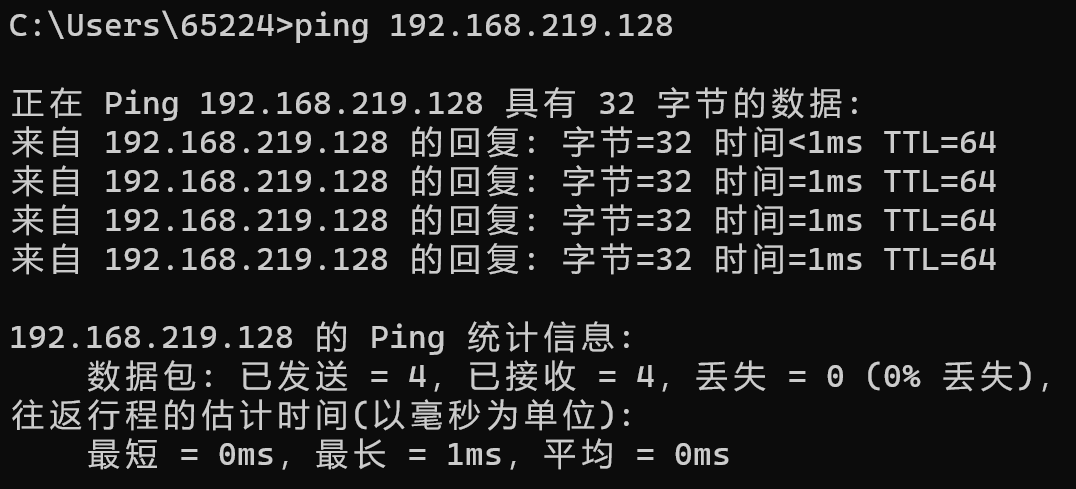 C:\Users\65224>ping 192.168.219.128
正在 Ping 192.168.219.128 具有 32 字节的数据:
来自 192.168.219.128 的回复: 字节=32 时间<1ms TTL=64
来自 192.168.219.128 的回复: 字节=32 时间=1ms TTL=64
来自 192.168.219.128 的回复: 字节=32 时间=1ms TTL=64
来自 192.168.219.128 的回复: 字节=32 时间=1ms TTL=64
192.168.219.128 的 Ping 统计信息:
数据包: 已发送 = 4, 已接收 = 4, 丢失 = 0 (0% 丢失),
往返行程的估计时间(以毫秒为单位):
最短 = 0ms, 最长 = 1ms, 平均 = 0ms